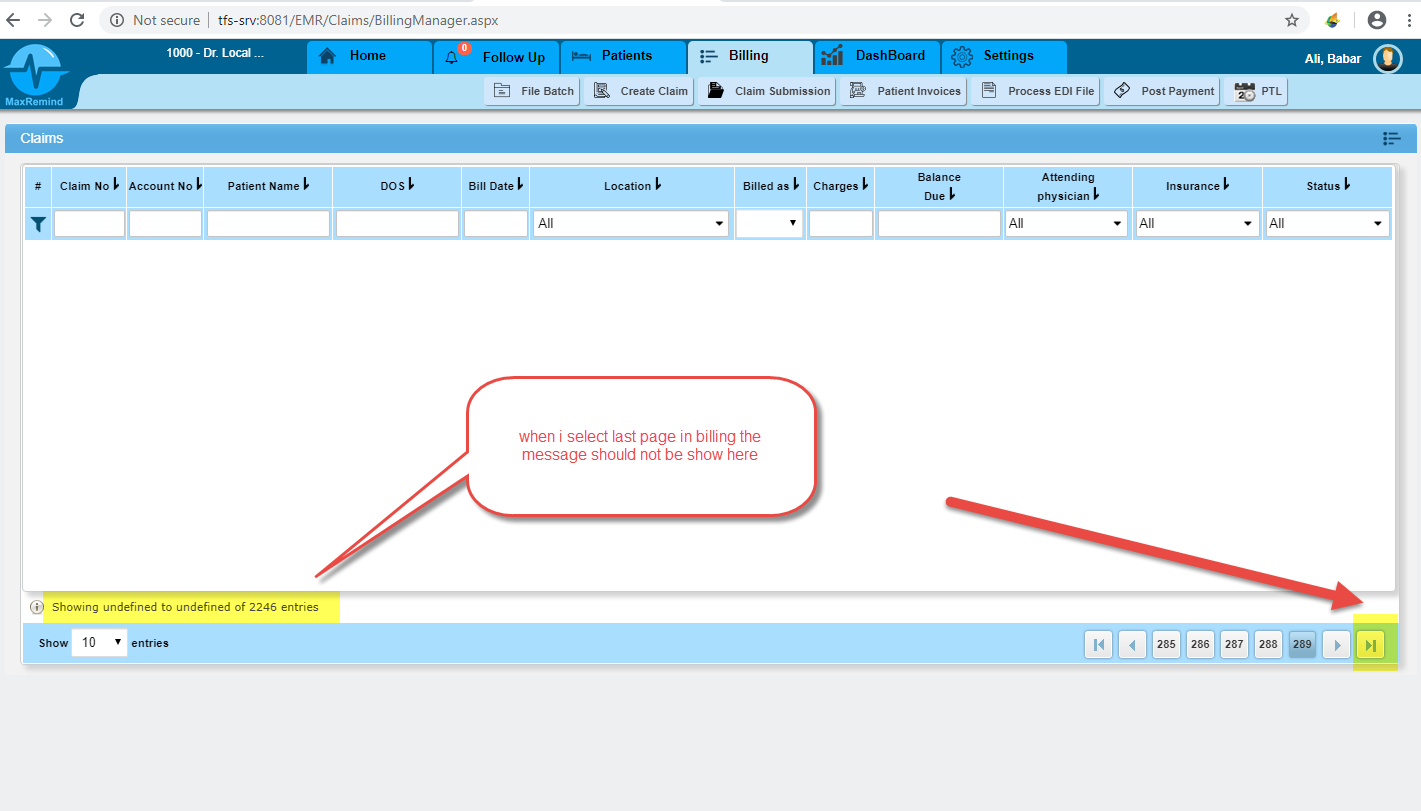 Not secure | tfs-srv:8081/EMR/Claims/BillingManager.aspx
MaxRemind
1000 - Dr. Local ...
Home
0
Follow Up
Patients
Billing
DashBoard
Settings
Ali, Babar
File Batch
Create Claim
Claim Submission
Patient Invoices
Process EDI File
Post Payment
PTL
Claims
# Claim No Account No Patient Name DOS Bill Date Location Billed as Charges Balance Due Attending physician Insurance Status
All All All All
when i select last page in billing the
message should not be show here
Showing undefined to undefined of 2246 entries
Show 10 entries
285 286 287 288 289